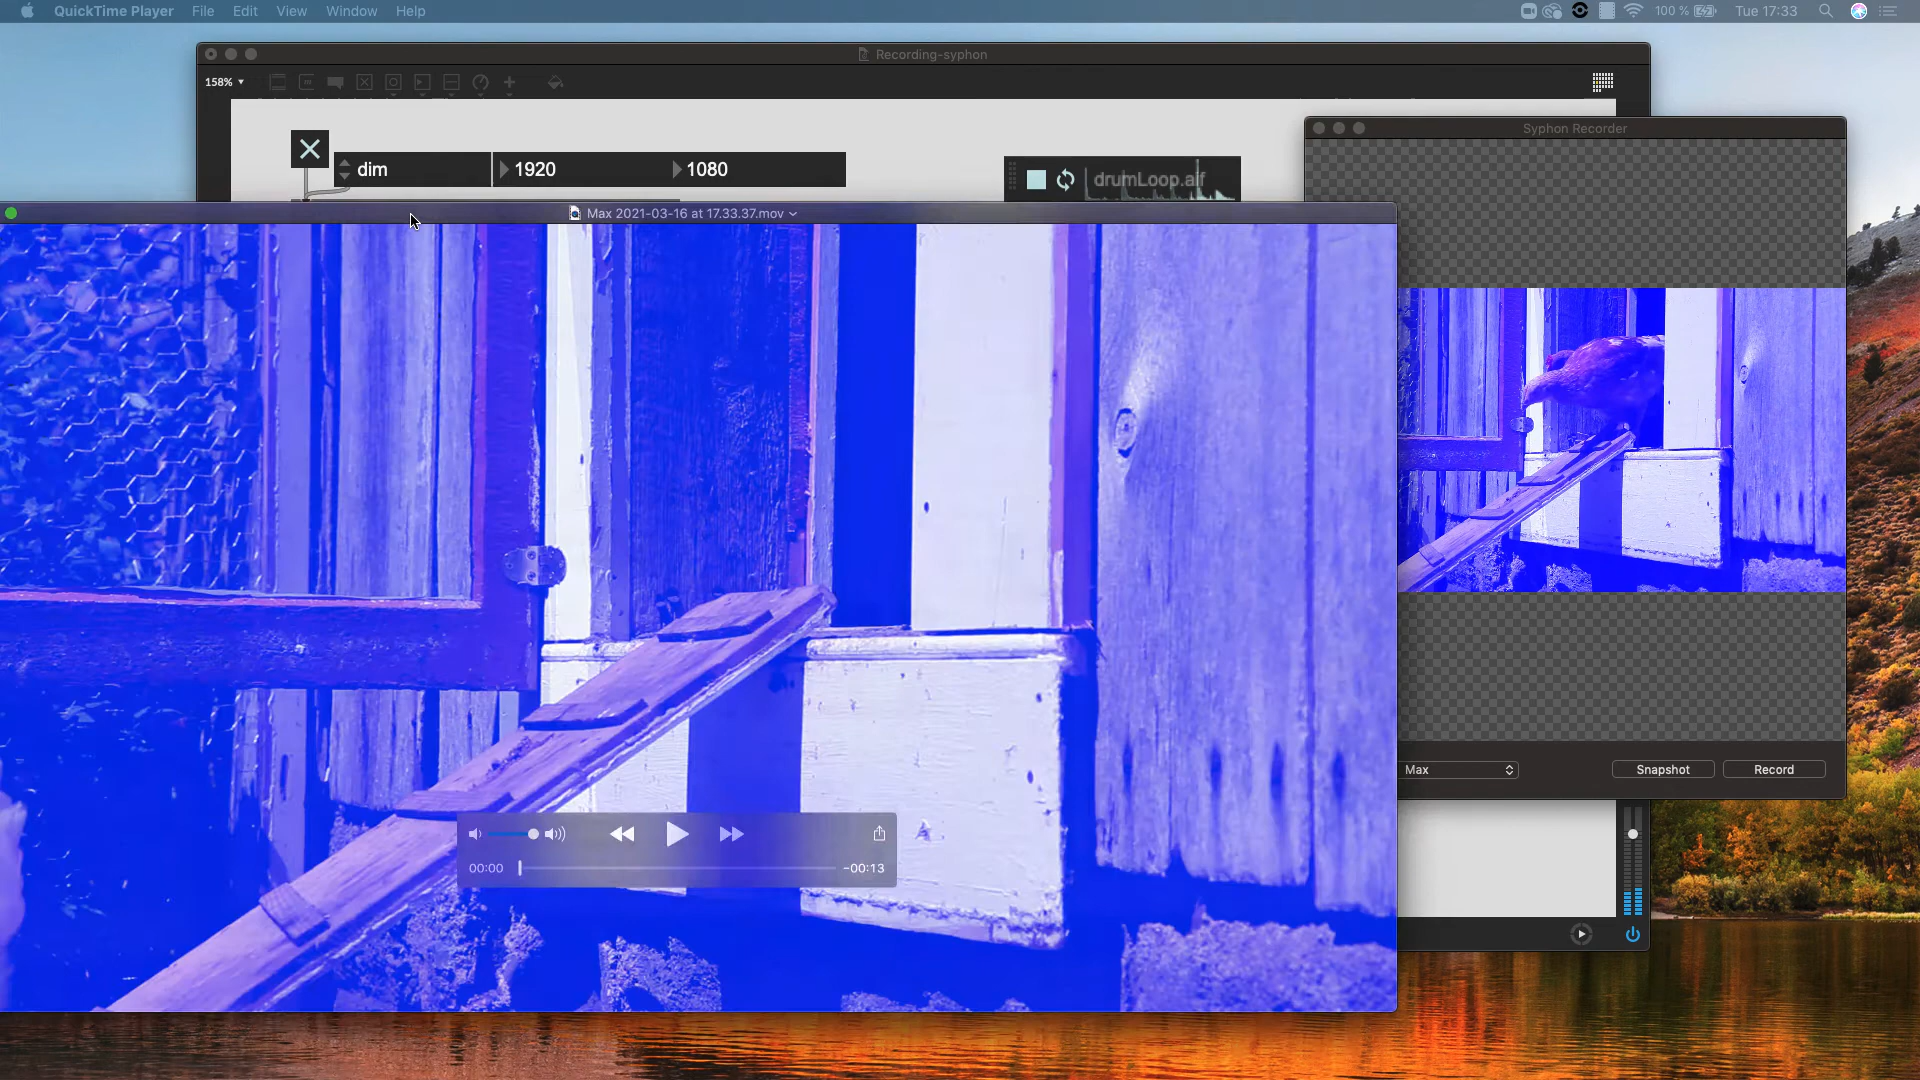 QuickTime Player File Edit View Window Help 100 % Tue 17:33
Recording-syphon
158%
Syphon Recorder
dim 1920 1080
drumLoop.aif
Max 2021-03-16 at 17.33.37.mov
Max Snapshot Record
00:00 -00:13